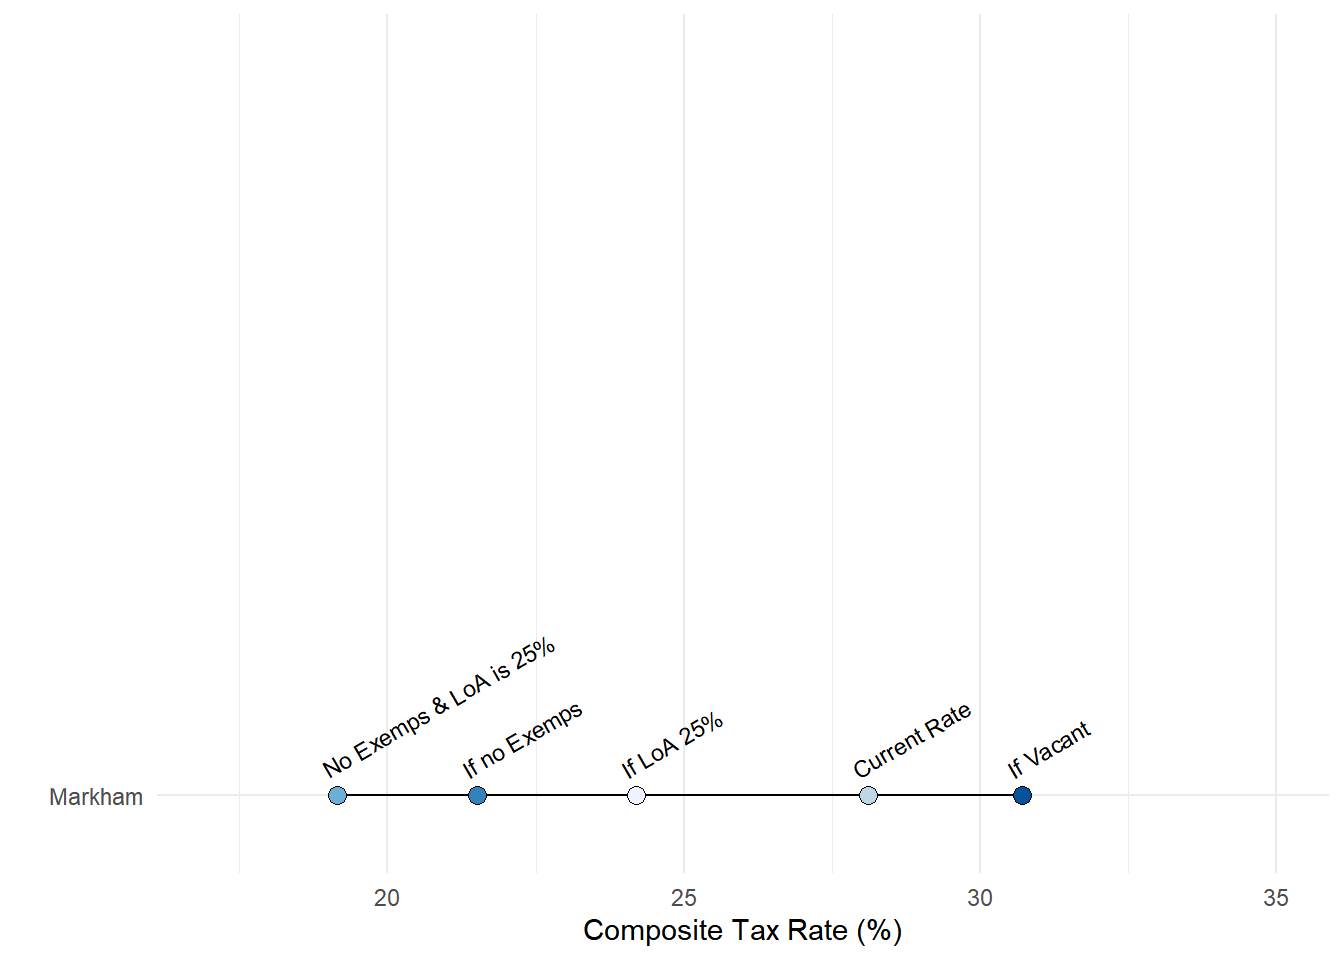 No Exemps & LoA is 25%
If no Exemps
If LoA 25%
Current Rate
If Vacant
Markham
20
25
30
35
Composite Tax Rate (%)